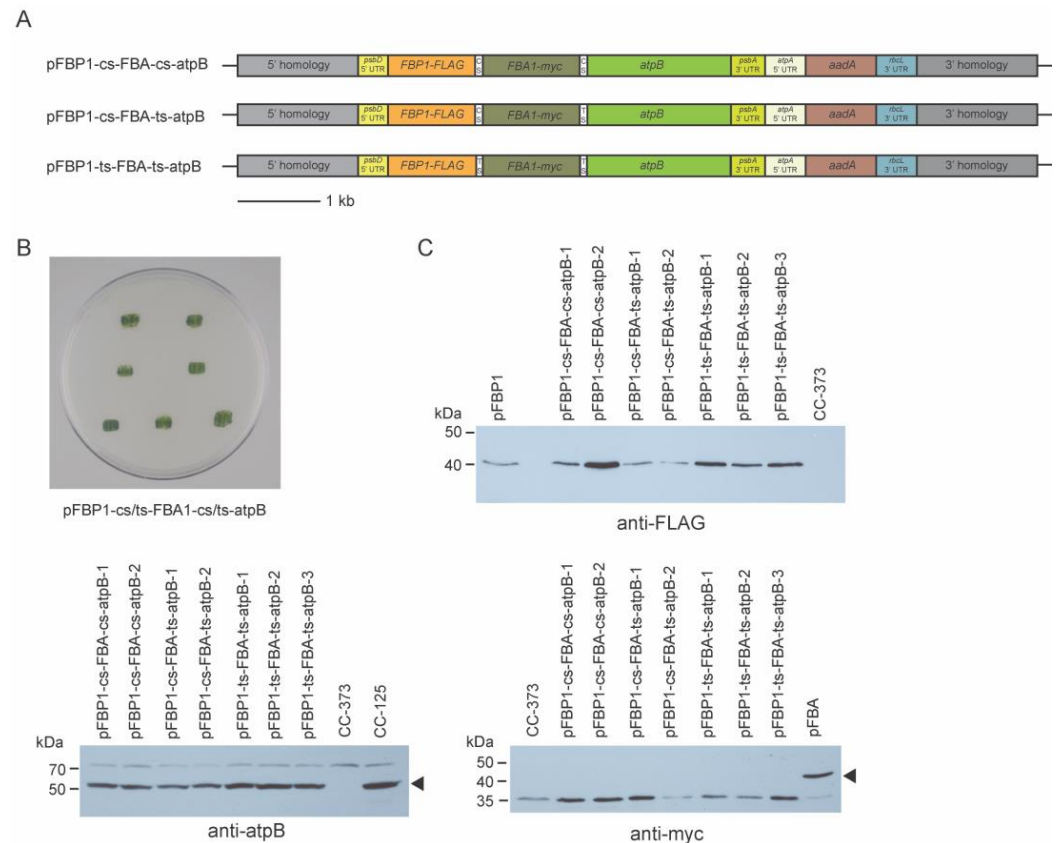 A
pFBP1-cs-FBA-cs-atpB
5' homology psbD 5' UTR FBP1-FLAG C S FBA1-myc C S atpB psbA 3' UTR atpA 5' UTR aadA rbcL 3' UTR 3' homology
pFBP1-cs-FBA-ts-atpB
5' homology psbD 5' UTR FBP1-FLAG C S FBA1-myc T S atpB psbA 3' UTR atpA 5' UTR aadA rbcL 3' UTR 3' homology
pFBP1-ts-FBA-ts-atpB
5' homology psbD 5' UTR FBP1-FLAG T S FBA1-myc T S atpB psbA 3' UTR atpA 5' UTR aadA rbcL 3' UTR 3' homology
1 kb
B
pFBP1-cs/ts-FBA1-cs/ts-atpB
C
pFBP1
pFBP1-cs-FBA-cs-atpB-1
pFBP1-cs-FBA-cs-atpB-2
pFBP1-cs-FBA-ts-atpB-1
pFBP1-cs-FBA-ts-atpB-2
pFBP1-ts-FBA-ts-atpB-1
pFBP1-ts-FBA-ts-atpB-2
pFBP1-ts-FBA-ts-atpB-3
CC-373
kDa
50
40
anti-FLAG
pFBP1-cs-FBA-cs-atpB-1
pFBP1-cs-FBA-cs-atpB-2
pFBP1-cs-FBA-ts-atpB-1
pFBP1-cs-FBA-ts-atpB-2
pFBP1-ts-FBA-ts-atpB-1
pFBP1-ts-FBA-ts-atpB-2
pFBP1-ts-FBA-ts-atpB-3
CC-373
CC-125
kDa
70
50
anti-atpB
CC-373
pFBP1-cs-FBA-cs-atpB-1
pFBP1-cs-FBA-cs-atpB-2
pFBP1-cs-FBA-ts-atpB-1
pFBP1-cs-FBA-ts-atpB-2
pFBP1-ts-FBA-ts-atpB-1
pFBP1-ts-FBA-ts-atpB-2
pFBP1-ts-FBA-ts-atpB-3
pFBA
kDa
50
40
35
anti-myc